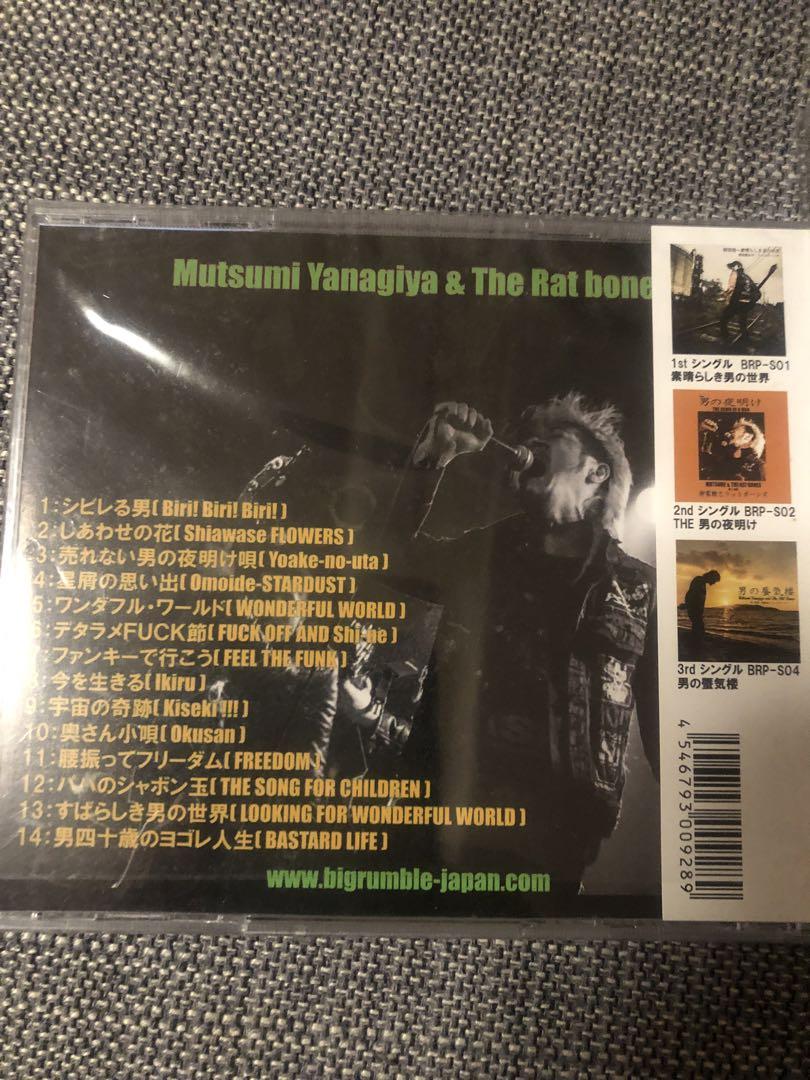 Mutsumi Yanagiya & The Rat bone
1:シビレる男( Biri! Biri! Biri! )
2:しあわせの花( Shiawase FLOWERS )
3:売れない男の夜明け唄( Yoake-no-uta )
4:星屑の思い出( Omoide-STARDUST )
5:ワンダフル・ワールド( WONDERFUL WORLD )
6:デタラメFUCK節( FUCK OFF AND Shi-ne )
7:ファンキーで行こう( FEEL THE FUNK )
8:今を生きる( Ikiru )
9:宇宙の奇跡( Kiseki !!! )
10:奥さん小唄( Okusan )
11:腰振ってフリーダム( FREEDOM )
12:パパのシャボン玉( THE SONG FOR CHILDREN )
13:すばらしき男の世界( LOOKING FOR WONDERFUL WORLD )
14:男四十歳のヨゴレ人生( BASTARD LIFE )
www.bigrumble-japan.com
1st シングル BRP-S01
素晴らしき男の世界
男の夜明け
THE DAWN OF A MAN
2nd シングル BRP-S02
THE 男の夜明け
男の蜃気楼
3rd シングル BRP-S04
男の蜃気楼
4 546793 009289